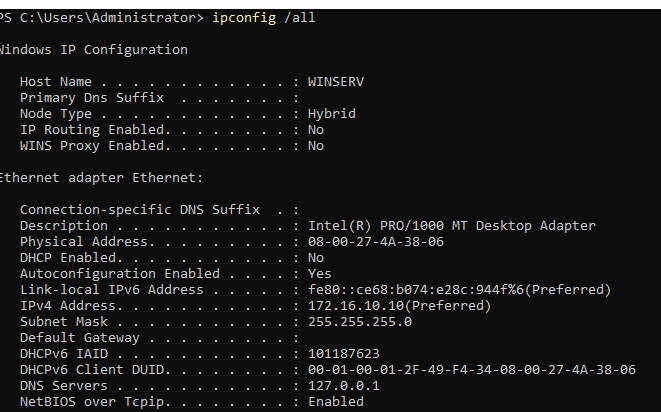 PS C:\Users\Administrator> ipconfig /all
Windows IP Configuration
Host Name . . . . . . . . . . . . : WINSERV
Primary Dns Suffix  . . . . . . . :
Node Type . . . . . . . . . . . . : Hybrid
IP Routing Enabled. . . . . . . . : No
WINS Proxy Enabled. . . . . . . . : No
Ethernet adapter Ethernet:
Connection-specific DNS Suffix  . :
Description . . . . . . . . . . . : Intel(R) PRO/1000 MT Desktop Adapter
Physical Address. . . . . . . . . : 08-00-27-4A-38-06
DHCP Enabled. . . . . . . . . . . : No
Autoconfiguration Enabled . . . . : Yes
Link-local IPv6 Address . . . . . : fe80::ce68:b074:e28c:944f%6(Preferred)
IPv4 Address. . . . . . . . . . . : 172.16.10.10(Preferred)
Subnet Mask . . . . . . . . . . . : 255.255.255.0
Default Gateway . . . . . . . . . :
DHCPv6 IAID . . . . . . . . . . . : 101187623
DHCPv6 Client DUID. . . . . . . . : 00-01-00-01-2F-49-F4-34-08-00-27-4A-38-06
DNS Servers . . . . . . . . . . . : 127.0.0.1
NetBIOS over Tcpip. . . . . . . . : Enabled